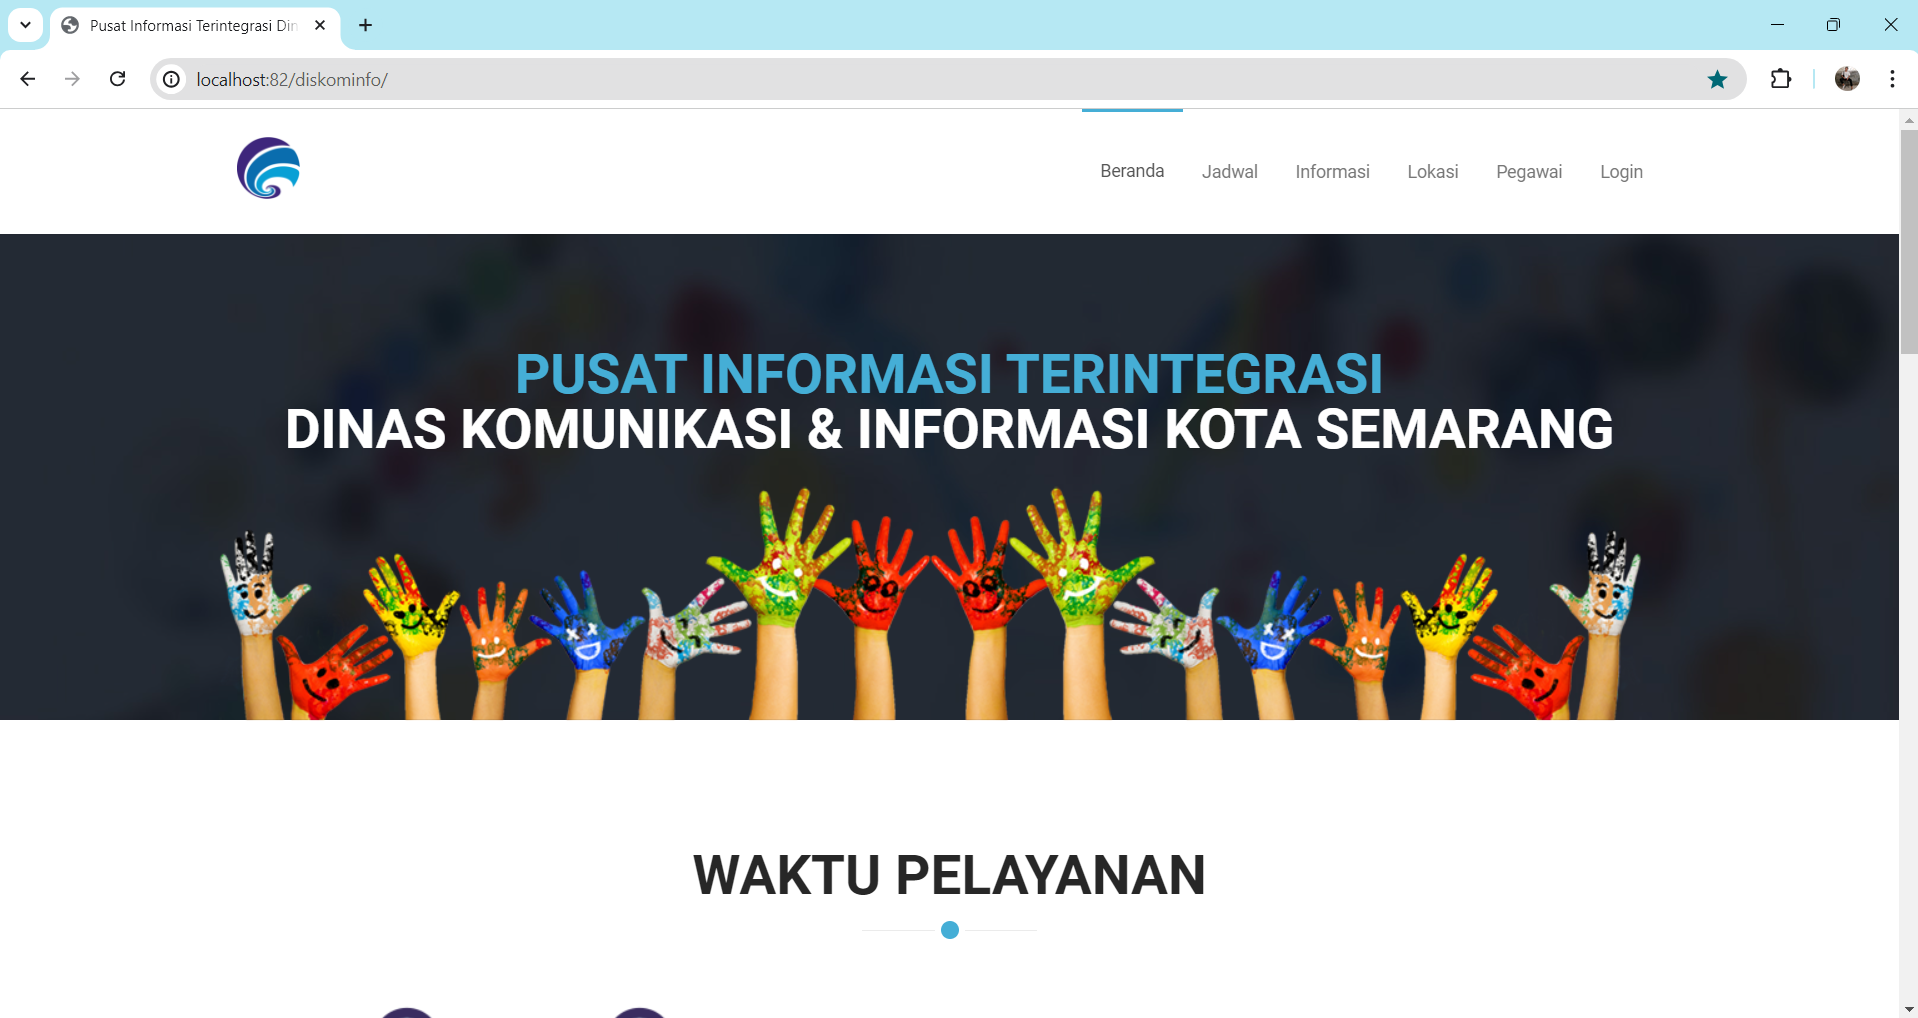 Pusat Informasi Terintegrasi Din
localhost:82/diskominfo/
Beranda
Jadwal
Informasi
Lokasi
Pegawai
Login
PUSAT INFORMASI TERINTEGRASI
DINAS KOMUNIKASI & INFORMASI KOTA SEMARANG
WAKTU PELAYANAN